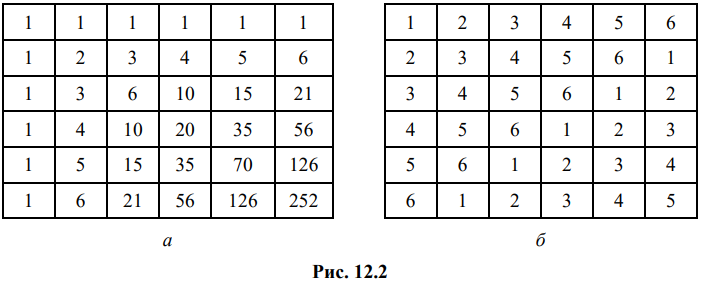 1 1 1 1 1 1
1 2 3 4 5 6
1 3 6 10 15 21
1 4 10 20 35 56
1 5 15 35 70 126
1 6 21 56 126 252
а
1 2 3 4 5 6
2 3 4 5 6 1
3 4 5 6 1 2
4 5 6 1 2 3
5 6 1 2 3 4
6 1 2 3 4 5
б
Рис. 12.2